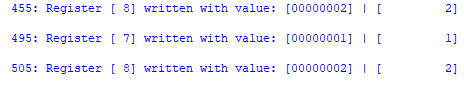 455: Register [ 8] written with value: [00000002] | [         2]
495: Register [ 7] written with value: [00000001] | [         1]
505: Register [ 8] written with value: [00000002] | [         2]